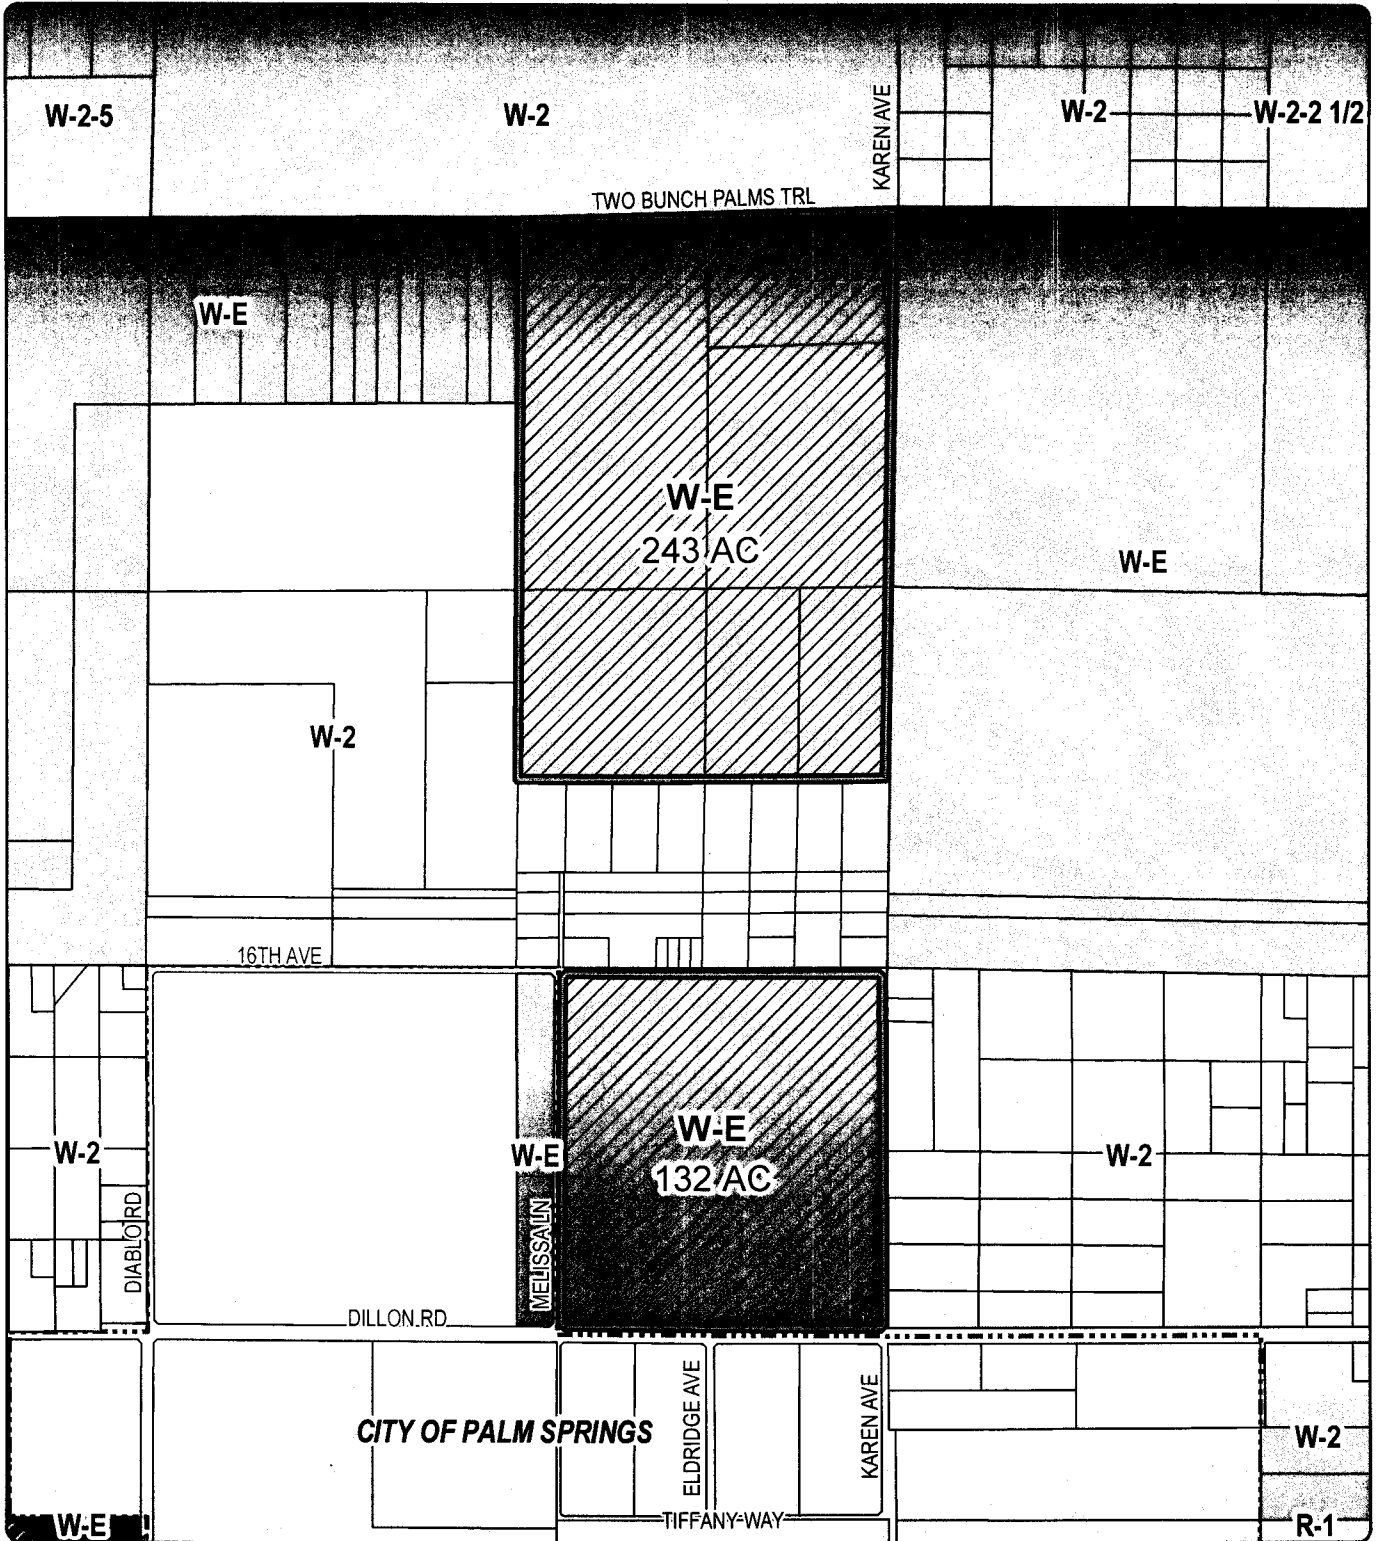 W-2-5
W-2
KAREN AVE
W-2
W-2-2 1/2
TWO BUNCH PALMS TRL
W-E
W-E
243 AC
W-E
W-2
16TH AVE
W-2
DIABLO RD
W-E
MELISSA LN
W-E
132 AC
W-2
DILLON RD
CITY OF PALM SPRINGS
ELDRIDGE AVE
KAREN AVE
W-2
W-E
TIFFANY WAY
R-1